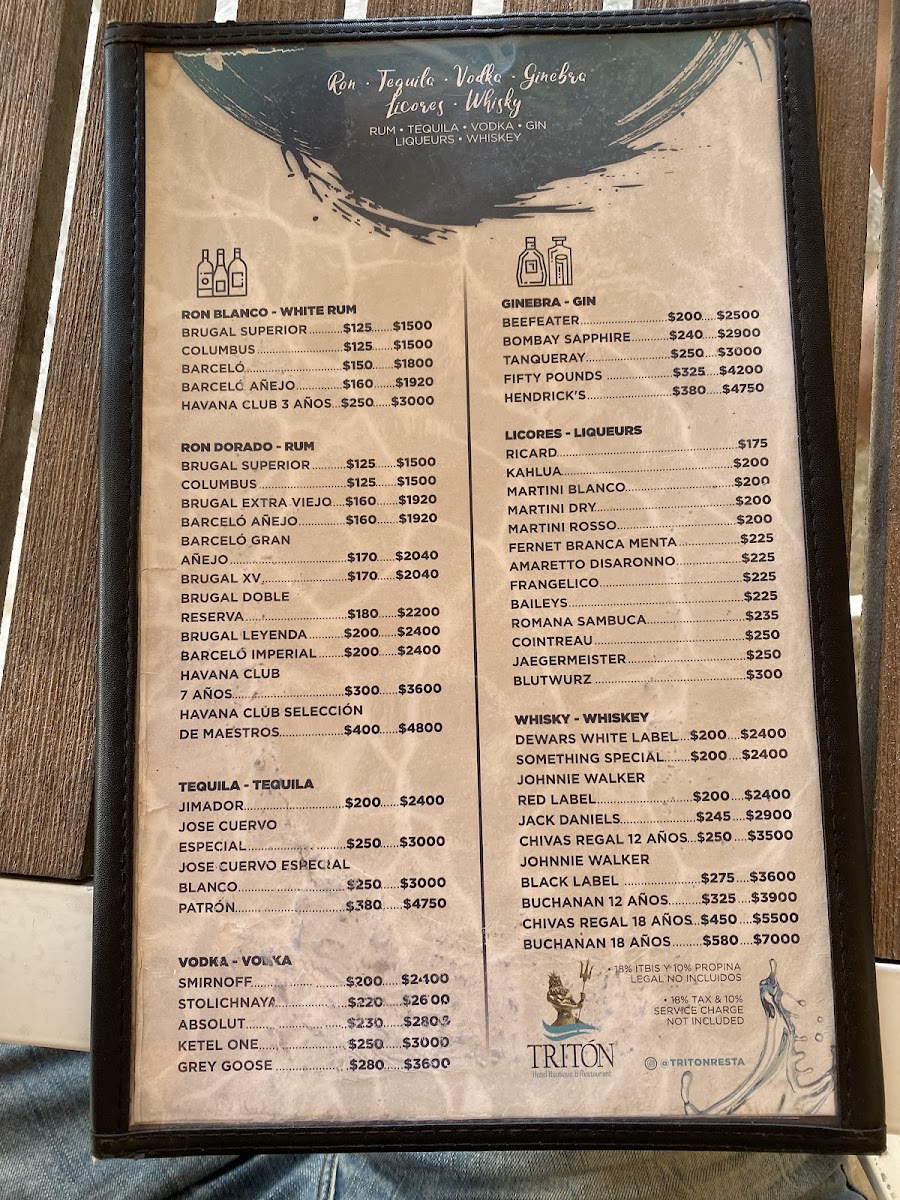 Ron · Tequila · Vodka · Ginebra
Licores · Whisky
RUM • TEQUILA • VODKA • GIN
LIQUEURS • WHISKEY
RON BLANCO - WHITE RUM
BRUGAL SUPERIOR.........$125......$1500
COLUMBUS.........$125......$1500
BARCELÓ.........$150......$1800
BARCELÓ AÑEJO.........$160......$1920
HAVANA CLUB 3 AÑOS...$250......$3000
RON DORADO - RUM
BRUGAL SUPERIOR.........$125......$1500
COLUMBUS.........$125......$1500
BRUGAL EXTRA VIEJO....$160......$1920
BARCELÓ AÑEJO.........$160......$1920
BARCELÓ GRAN
AÑEJO.........$170......$2040
BRUGAL XV.........$170......$2040
BRUGAL DOBLE
RESERVA.........$180......$2200
BRUGAL LEYENDA.........$200......$2400
BARCELÓ IMPERIAL.......$200......$2400
HAVANA CLUB
7 AÑOS.........$300......$3600
HAVANA CLUB SELECCIÓN
DE MAESTROS.........$400......$4800
TEQUILA - TEQUILA
JIMADOR.........$200......$2400
JOSE CUERVO
ESPECIAL.........$250......$3000
JOSE CUERVO ESPECIAL
BLANCO.........$250......$3000
PATRÓN.........$380......$4750
VODKA - VODKA
SMIRNOFF.........$200......$2400
STOLICHNAYA.........$220......$2600
ABSOLUT.........$230......$2808
KETEL ONE.........$250......$3000
GREY GOOSE.........$280......$3600
GINEBRA - GIN
BEEFEATER.........$200....$2500
BOMBAY SAPPHIRE.........$240....$2900
TANQUERAY.........$250....$3000
FIFTY POUNDS.........$325....$4200
HENDRICK'S.........$380....$4750
LICORES - LIQUEURS
RICARD.........$175
KAHLUA.........$200
MARTINI BLANCO.........$200
MARTINI DRY.........$200
MARTINI ROSSO.........$200
FERNET BRANCA MENTA.........$225
AMARETTO DISARONNO.........$225
FRANGELICO.........$225
BAILEYS.........$225
ROMANA SAMBUCA.........$235
COINTREAU.........$250
JAEGERMEISTER.........$250
BLUTWURZ.........$300
WHISKY - WHISKEY
DEWARS WHITE LABEL...$200....$2400
SOMETHING SPECIAL.......$200....$2400
JOHNNIE WALKER
RED LABEL.........$200....$2400
JACK DANIELS.........$245....$2900
CHIVAS REGAL 12 AÑOS..$250....$3500
JOHNNIE WALKER
BLACK LABEL.........$275....$3600
BUCHANAN 12 AÑOS.........$325....$3900
CHIVAS REGAL 18 AÑOS..$450....$5500
BUCHANAN 18 AÑOS.........$580....$7000
• 18% ITBIS Y 10% PROPINA
LEGAL NO INCLUIDOS
• 18% TAX & 10%
SERVICE CHARGE
NOT INCLUDED
TRITÓN
Hotel Boutique & Restaurant
@TRITONRESTA